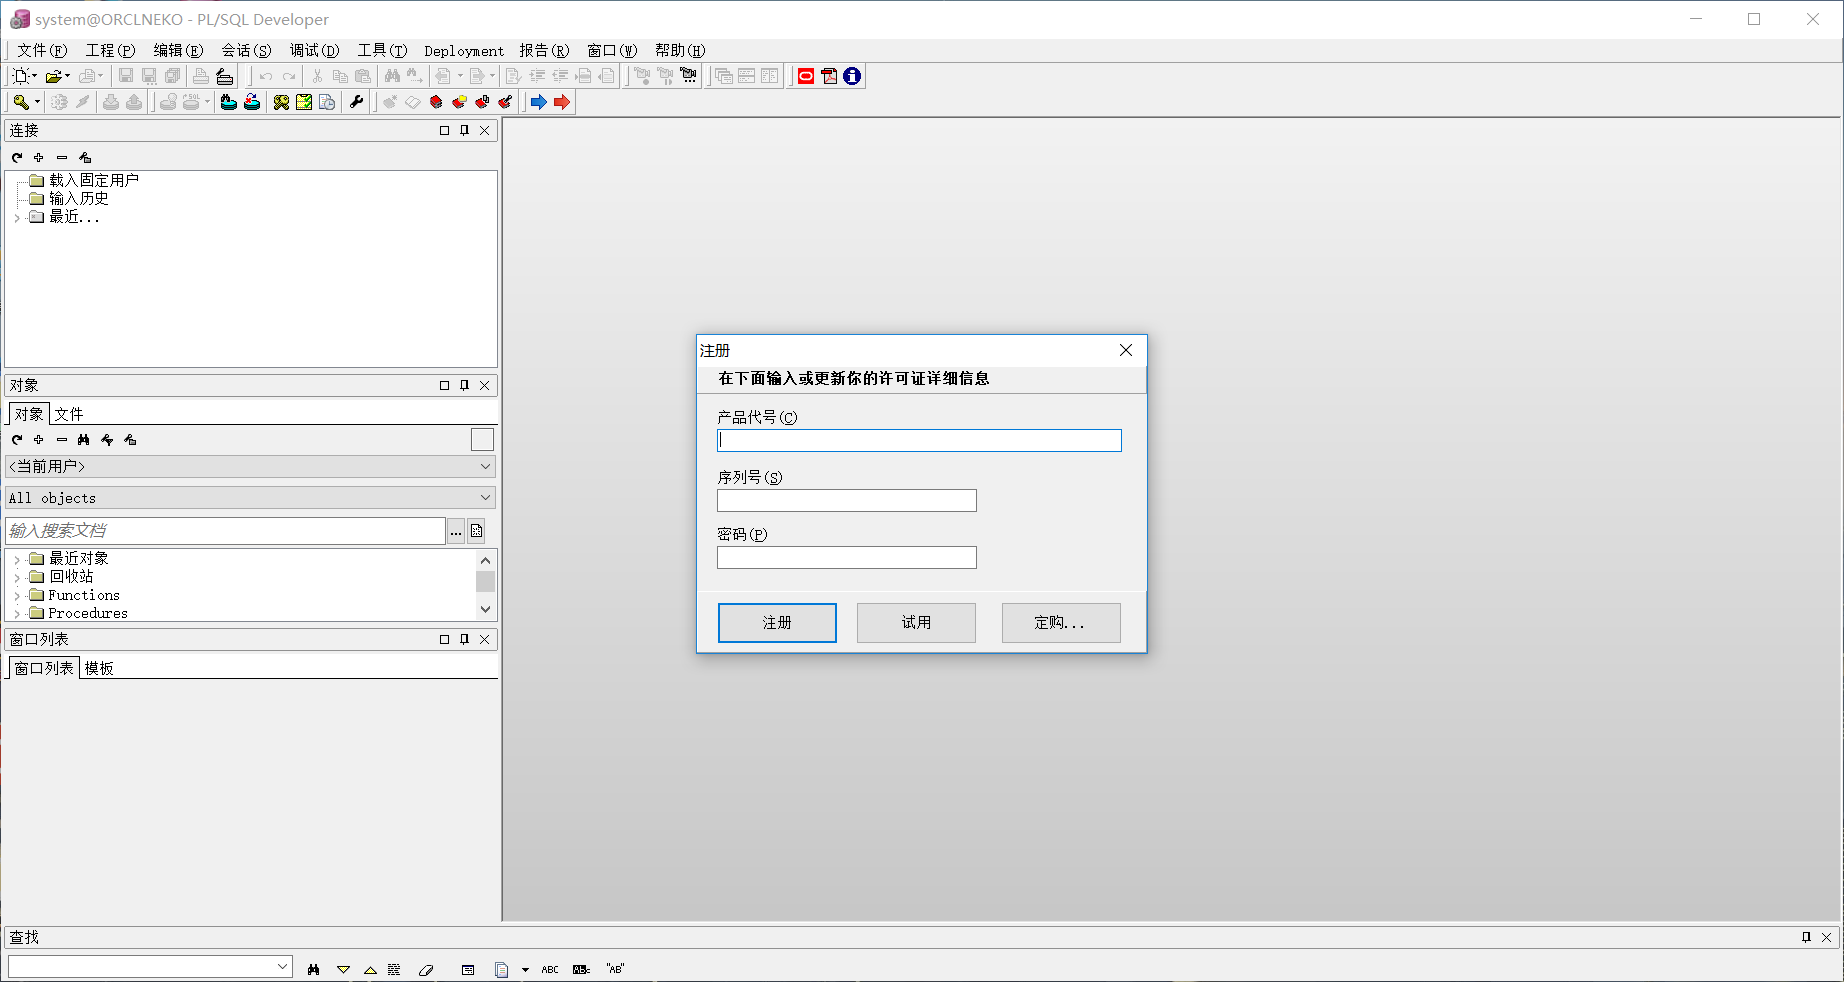 system@ORCLNEKO - PL/SQL Developer
文件(F) 工程(P) 编辑(E) 会话(S) 调试(D) 工具(T) Deployment 报告(R) 窗口(W) 帮助(H)
连接
载入固定用户
输入历史
最近...
对象
对象 文件
<当前用户>
All objects
输入搜索文档
...
最近对象
回收站
Functions
Procedures
窗口列表
窗口列表 模板
注册
在下面输入或更新你的许可证详细信息
产品代号(C)
序列号(S)
密码(P)
注册 试用 定购...
查找
ABC ABc "AB"